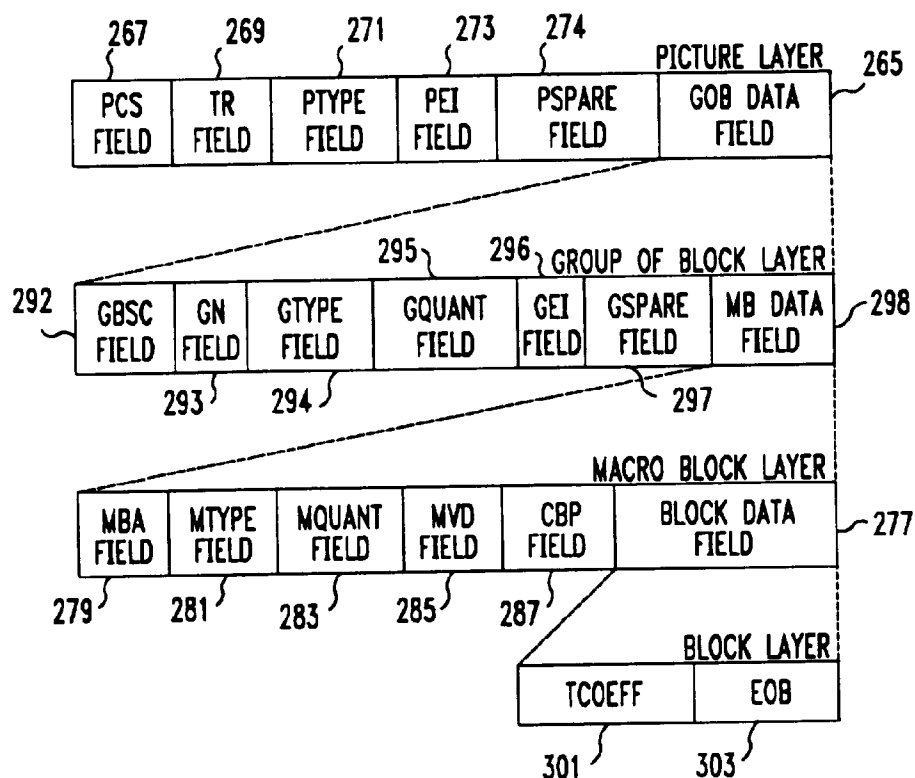 267 269 271 273 274
PICTURE LAYER
265
PCS FIELD TR FIELD PTYPE FIELD PEI FIELD PSPARE FIELD GOB DATA FIELD
295 296
GROUP OF BLOCK LAYER
292 298
GBSC FIELD GN FIELD GTYPE FIELD GQUANT FIELD GEI FIELD GSPARE FIELD MB DATA FIELD
293 294 297
MACRO BLOCK LAYER
MBA FIELD MTYPE FIELD MQUANT FIELD MVD FIELD CBP FIELD BLOCK DATA FIELD
277
279 281 283 285 287
BLOCK LAYER
TCOEFF EOB
301 303